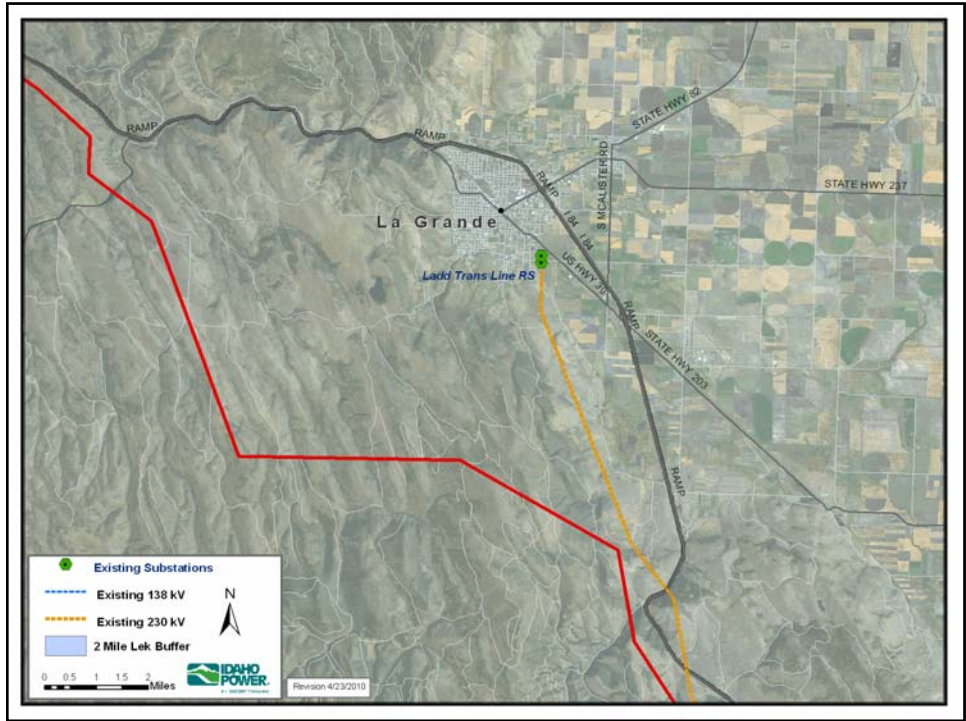 STATE HWY 82
RAMP
RAMP
S MCALISTER RD
STATE HWY 237
RAMP
La Grande
I 84
I 84
US HWY 30
Ladd Trans Line RS
RAMP
STATE HWY 203
RAMP
Existing Substations
Existing 138 kV
N
Existing 230 kV
2 Mile Lek Buffer
0 0.5 1 1.5 2
Miles
IDAHO
POWER
Revision 4/23/2010